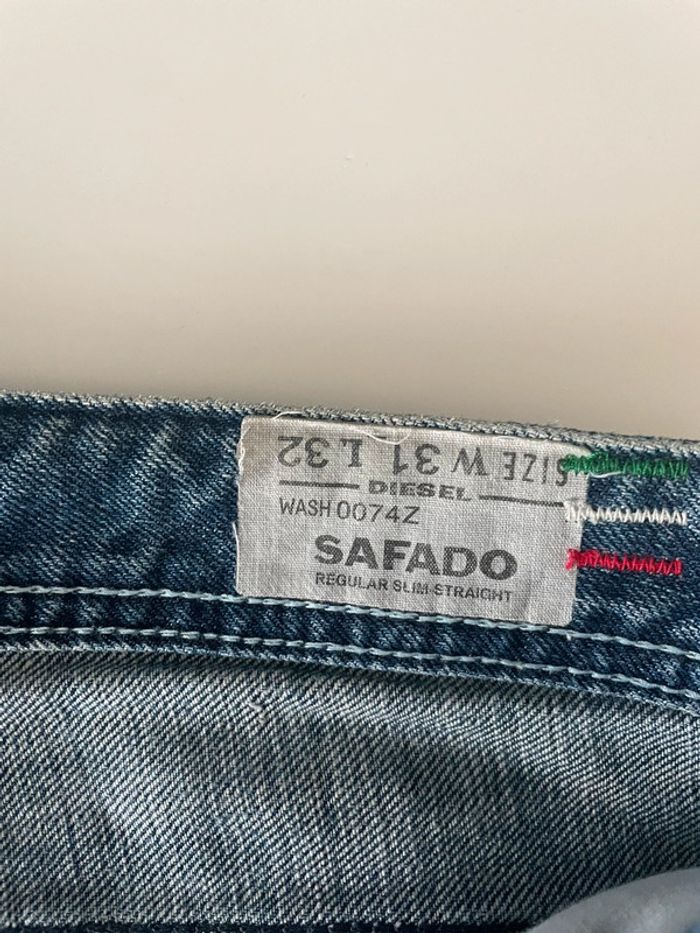 SIZE W 31 L 32
DIESEL
WASH 0074Z
SAFADO
REGULAR SLIM-STRAIGHT